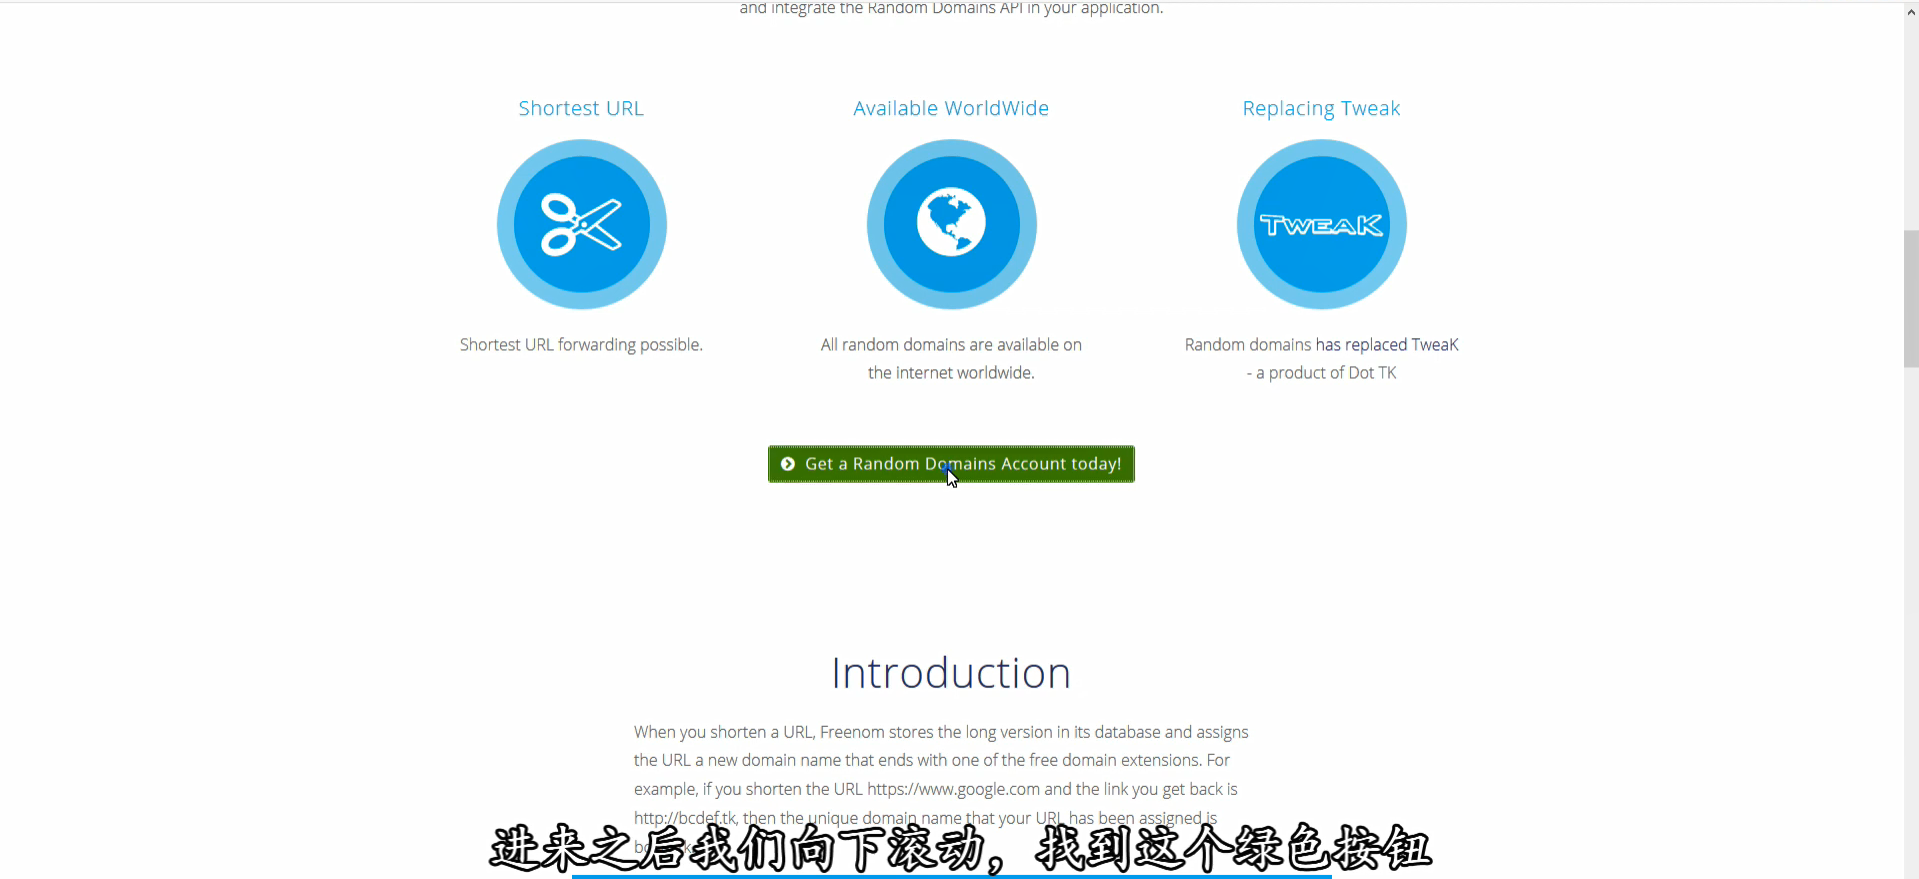 and integrate the Random Domains API in your application.
Shortest URL
Available WorldWide
Replacing Tweak
TWEAK
Shortest URL forwarding possible.
All random domains are available on
the internet worldwide.
Random domains has replaced TweaK
- a product of Dot TK
Get a Random Domains Account today!
Introduction
When you shorten a URL, Freenom stores the long version in its database and assigns
the URL a new domain name that ends with one of the free domain extensions. For
example, if you shorten the URL https://www.google.com and the link you get back is
http://bcdef.tk, then the unique domain name that your URL has been assigned is
进来之后我们向下滚动，找到这个绿色按钮